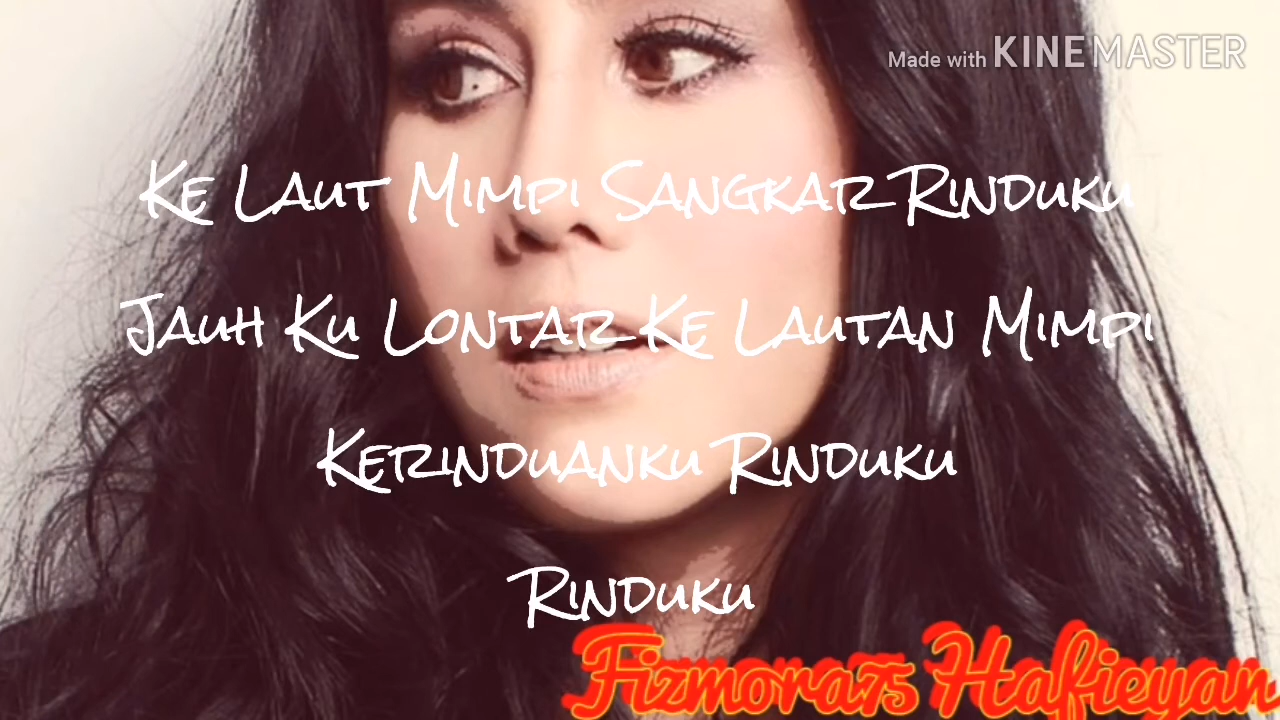 Made with KINEMASTER
Ke Laut Mimpi Sangkar Rinduku
Jauh Ku Lontar Ke Lautan Mimpi
Kerinduanku Rinduku
Rinduku
Fizmora75 Hafieyan